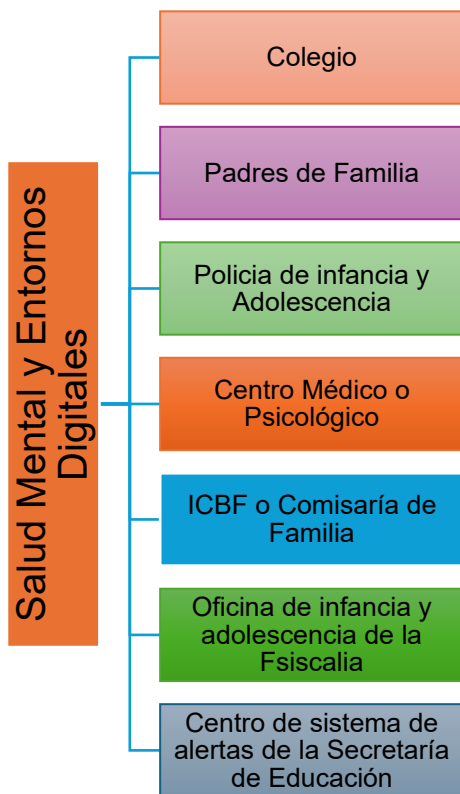 Salud Mental y Entornos
Digitales
Colegio
Padres de Familia
Policia de infancia y
Adolescencia
Centro Médico o
Psicológico
ICBF o Comisaría de
Familia
Oficina de infancia y
adolescencia de la
Fsiscalia
Centro de sistema de
alertas de la Secretaría
de Educación